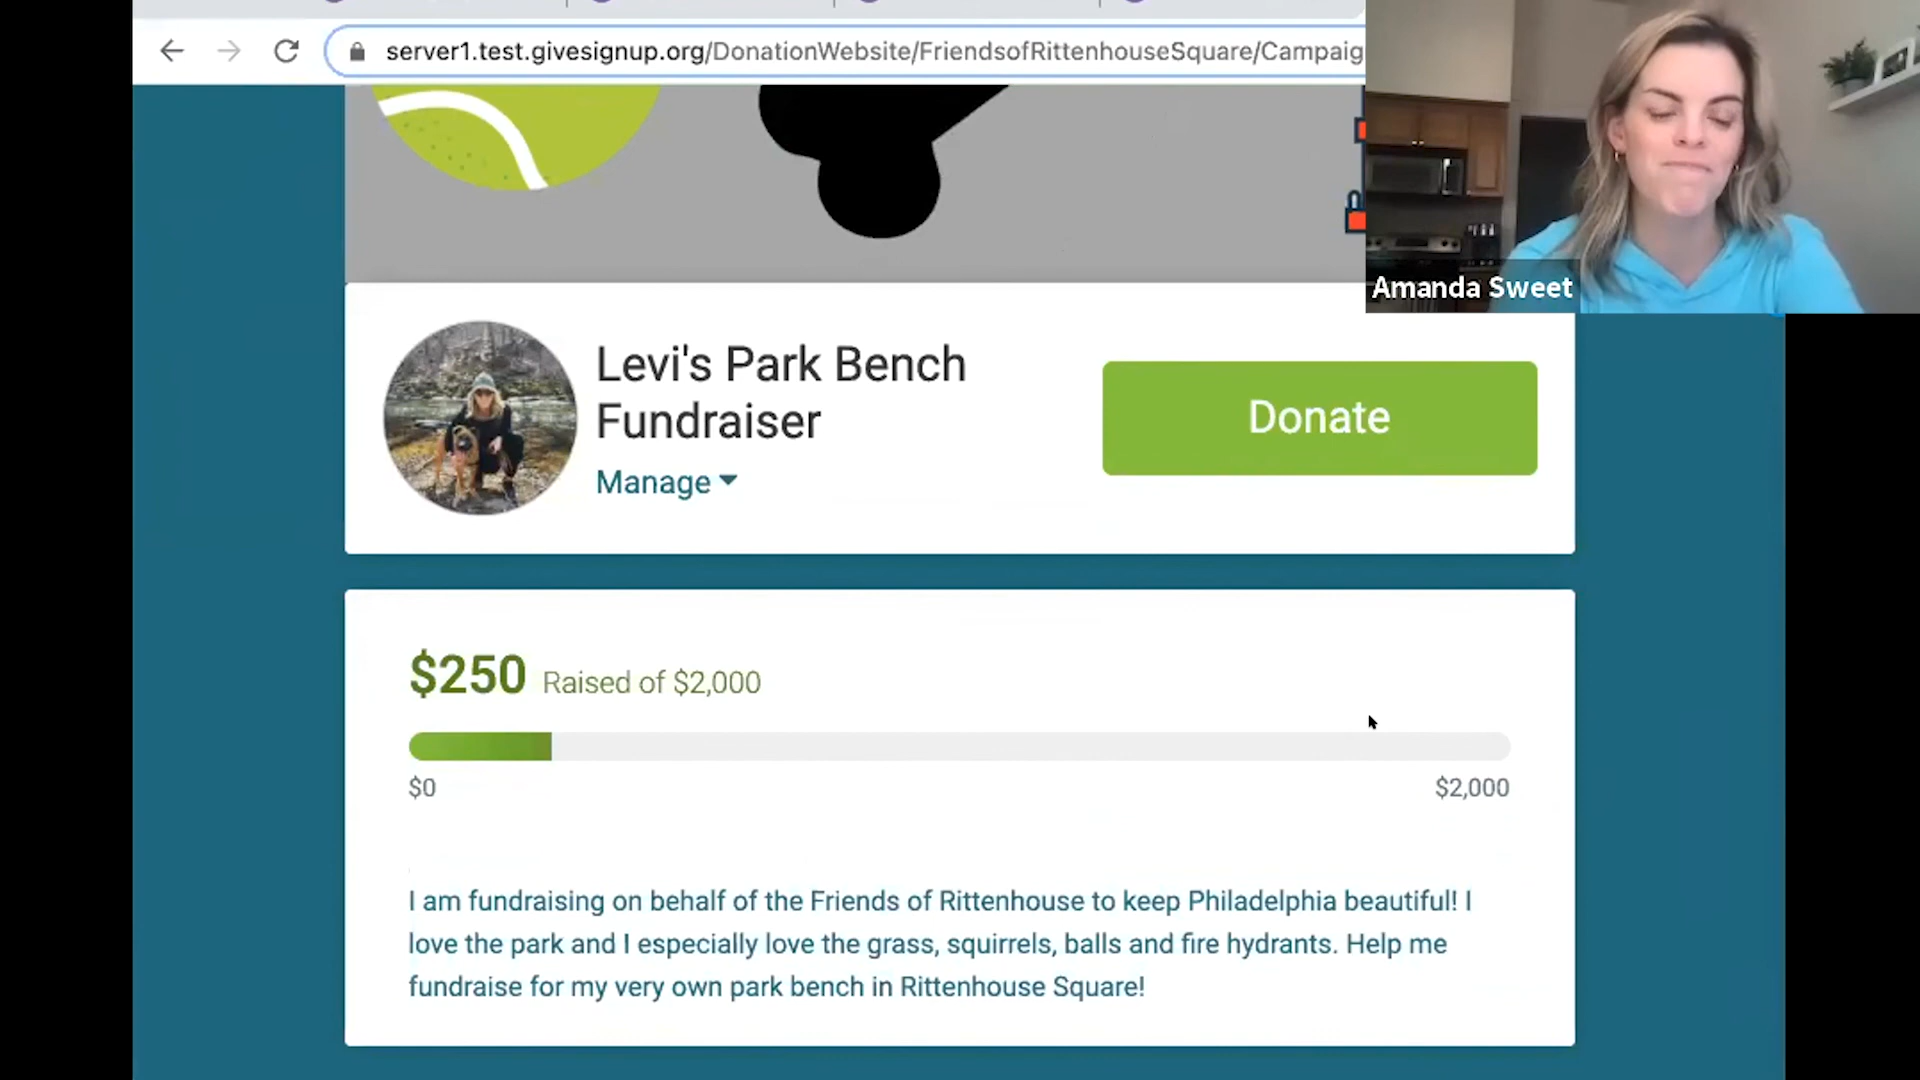 server1.test.givesignup.org/DonationWebsite/FriendsofRittenhouseSquare/Campaig
Amanda Sweet
Levi's Park Bench
Fundraiser
Manage
Donate
$250 Raised of $2,000
$0
$2,000
I am fundraising on behalf of the Friends of Rittenhouse to keep Philadelphia beautiful! I
love the park and I especially love the grass, squirrels, balls and fire hydrants. Help me
fundraise for my very own park bench in Rittenhouse Square!